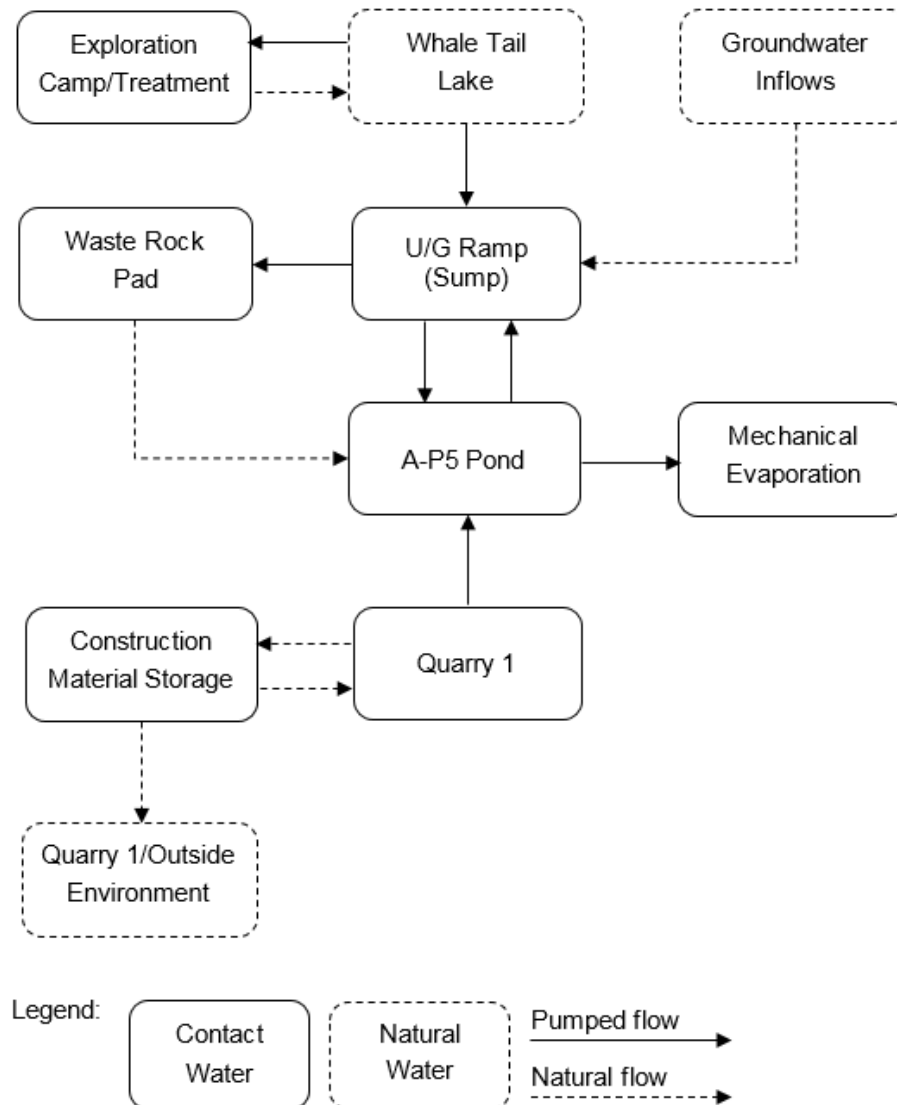 Exploration
Camp/Treatment
Whale Tail
Lake
Groundwater
Inflows
Waste Rock
Pad
U/G Ramp
(Sump)
A-P5 Pond
Mechanical
Evaporation
Construction
Material Storage
Quarry 1
Quarry 1/Outside
Environment
Legend:
Contact
Water
Natural
Water
Pumped flow
Natural flow